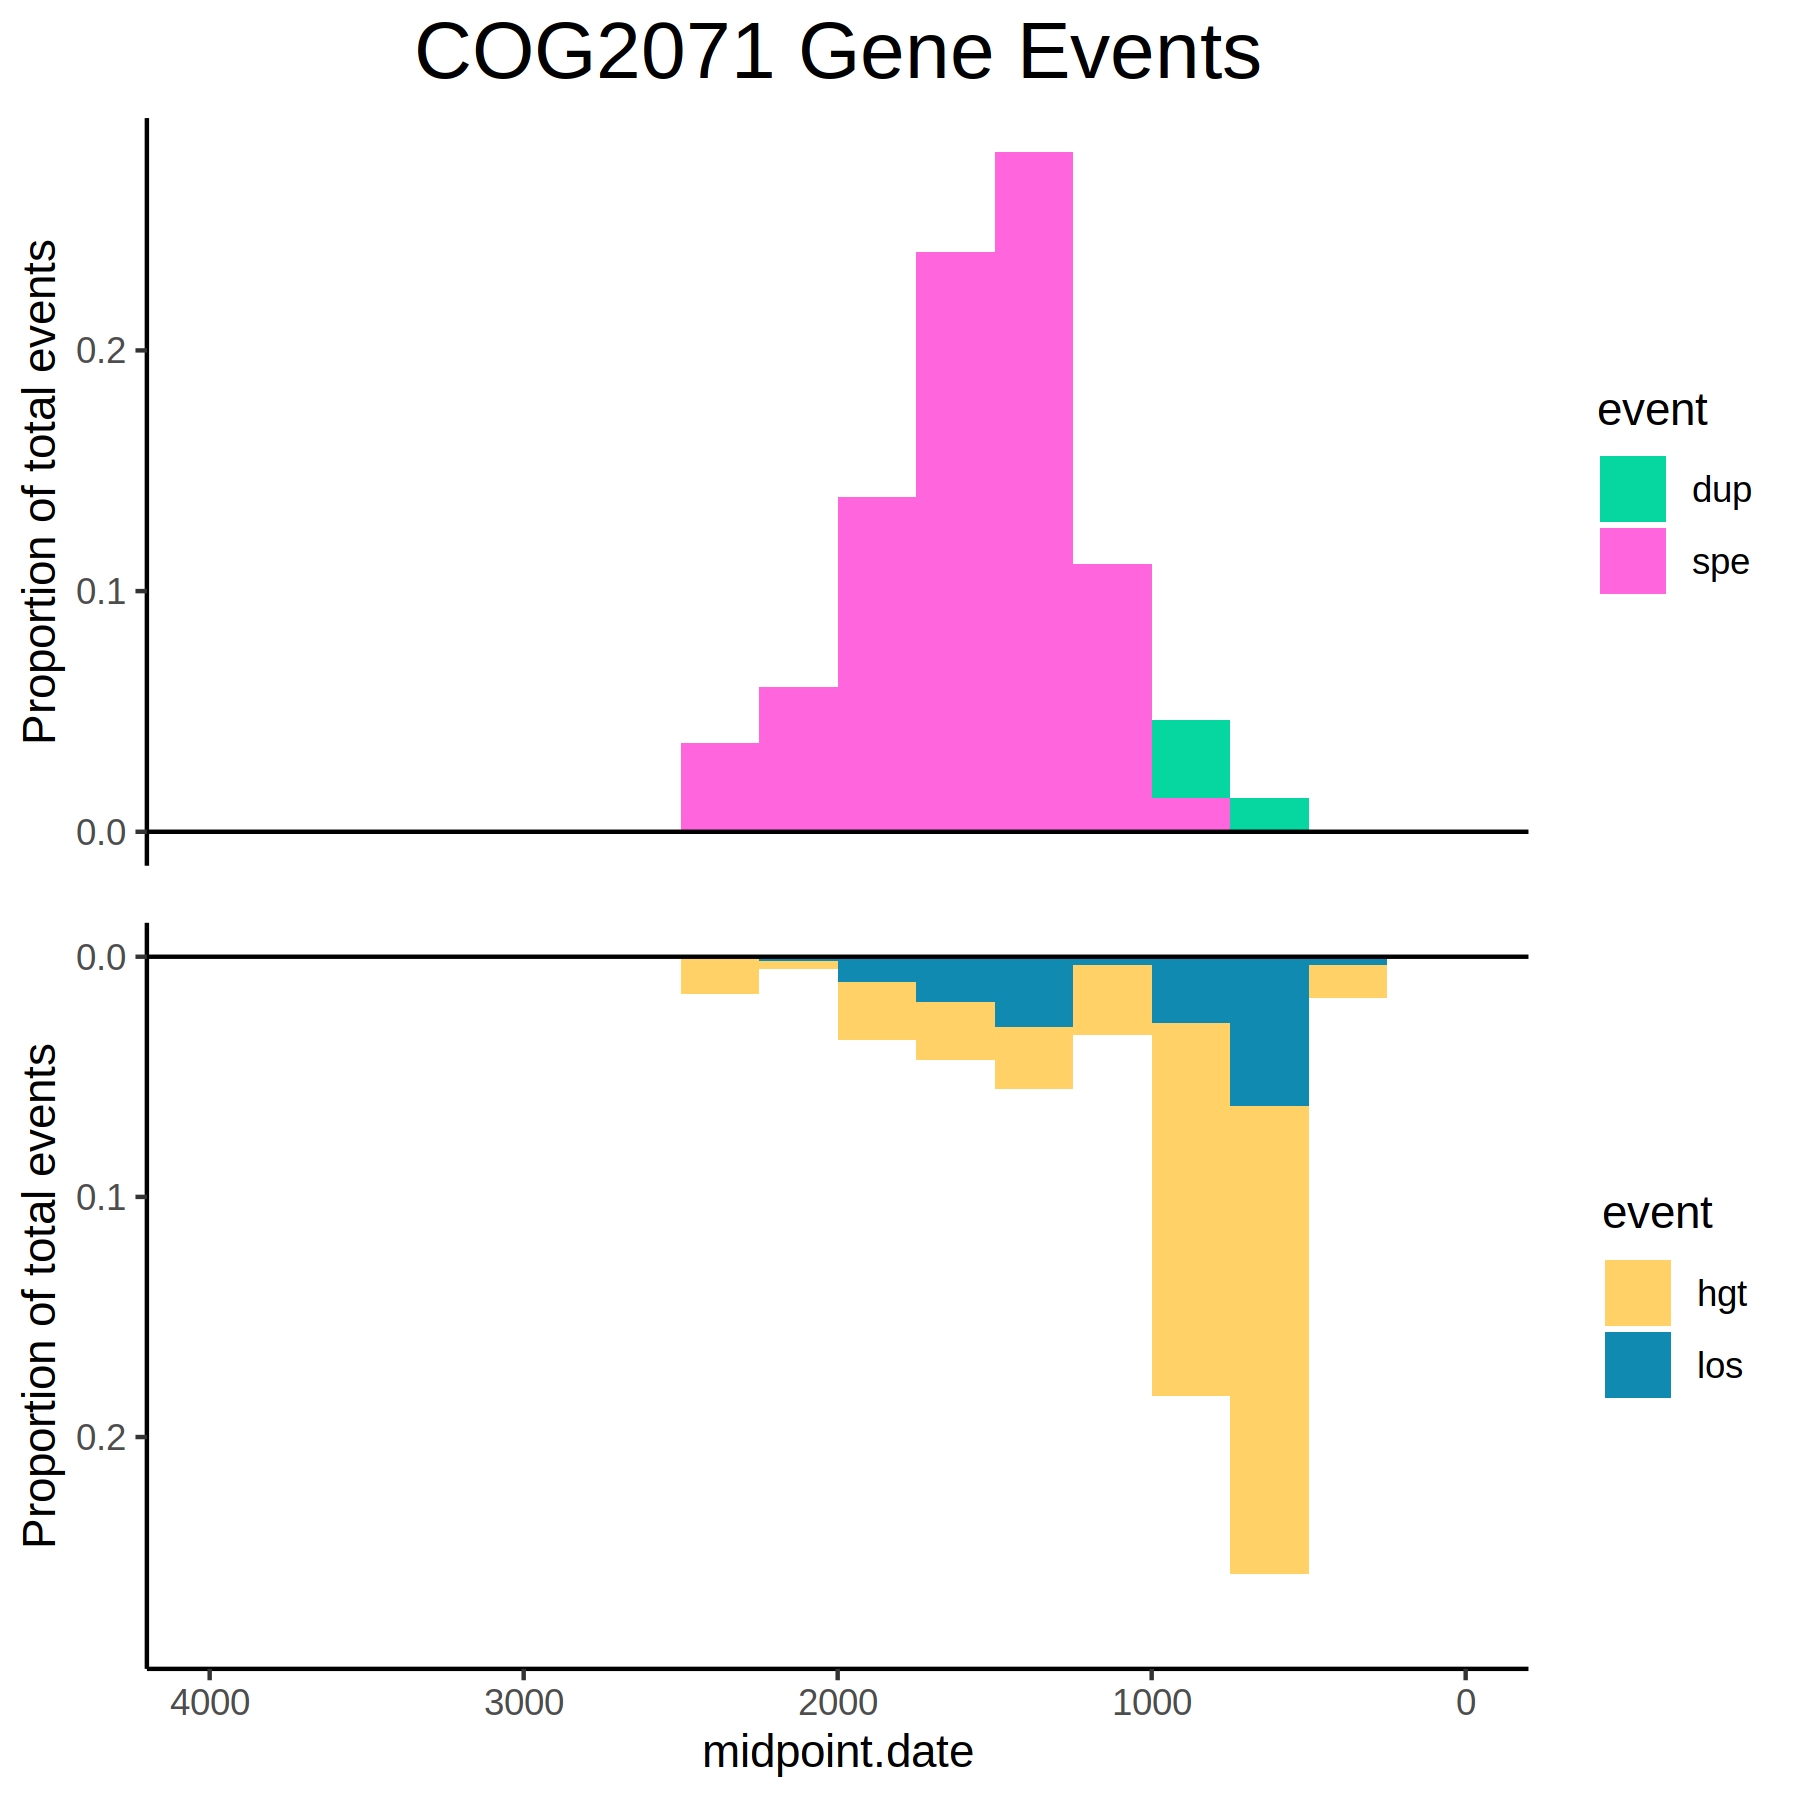 COG2071 Gene Events
Proportion of total events
0.2
0.1
0.0
event
dup
spe
Proportion of total events
0.0
0.1
0.2
event
hgt
los
4000 3000 2000 1000 0
midpoint.date